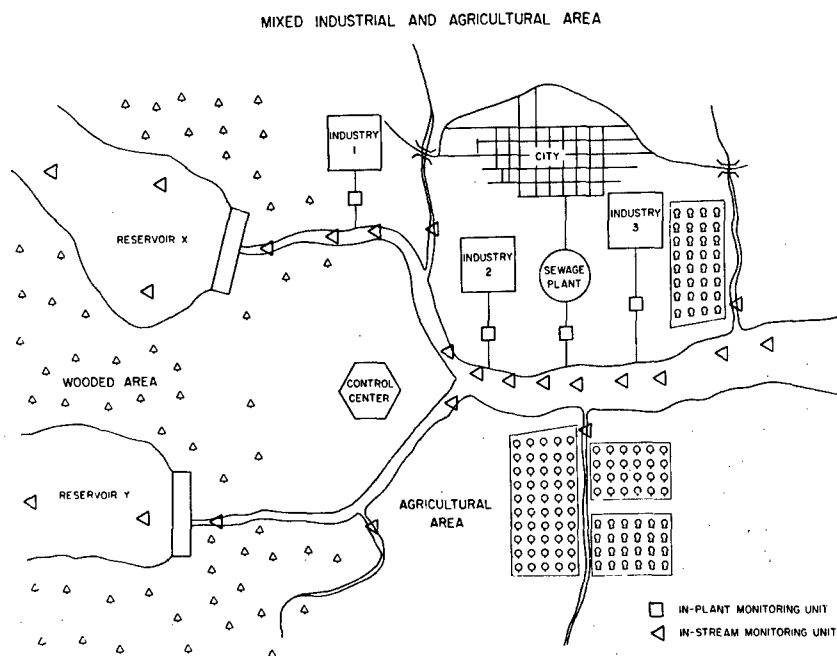 MIXED INDUSTRIAL AND AGRICULTURAL AREA
INDUSTRY
1
CITY
RESERVOIR X
INDUSTRY
2
SEWAGE
PLANT
INDUSTRY
3
WOODED AREA
CONTROL
CENTER
RESERVOIR Y
AGRICULTURAL
AREA
IN-PLANT MONITORING UNIT
IN-STREAM MONITORING UNIT